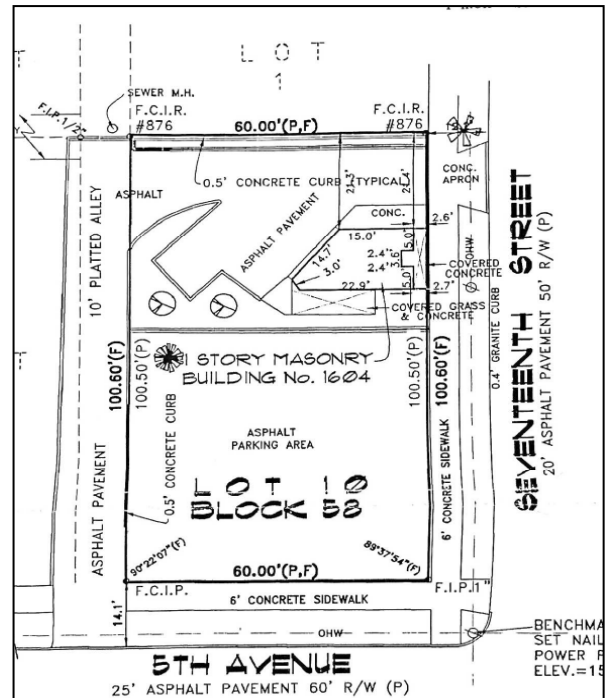 LOT
1
SEWER M.H.
F.I.P.1/2"
F.C.I.R.
#876
60.00'(P,F)
F.C.I.R.
#876
CONC.
APRON
0.5' CONCRETE CURB (TYPICAL)
ASPHALT
10' PLATTED ALLEY
ASPHALT PAVEMENT
CONC.
2.6'
15.0'
5.0'
14.7'
2.4'
3.6'
3.0'
2.4'
5.0'
22.9'
2.7'
COVERED
CONCRETE
COVERED GRASS
& CONCRETE
OHW
0.4' GRANITE CURB
SEVENTEENTH STREET
20' ASPHALT PAVEMENT 50' R/W (P)
100.60'(F)
100.50'(P)
1 STORY MASONRY
BUILDING No. 1604
100.50'(P)
100.60'(F)
ASPHALT
PARKING AREA
0.5' CONCRETE CURB
ASPHALT PAVEMENT
6' CONCRETE SIDEWALK
LOT 10
BLOCK 58
90°22'07"(F)
89°37'54"(F)
60.00'(P,F)
F.C.I.P.
F.I.P.1"
14.1'
6' CONCRETE SIDEWALK
OHW
BENCHMA
SET NAIL
POWER P
ELEV.=15
5TH AVENUE
25' ASPHALT PAVEMENT 60' R/W (P)